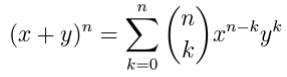 (x + y)^n = \sum_{k=0}^{n} \binom{n}{k} x^{n-k} y^k